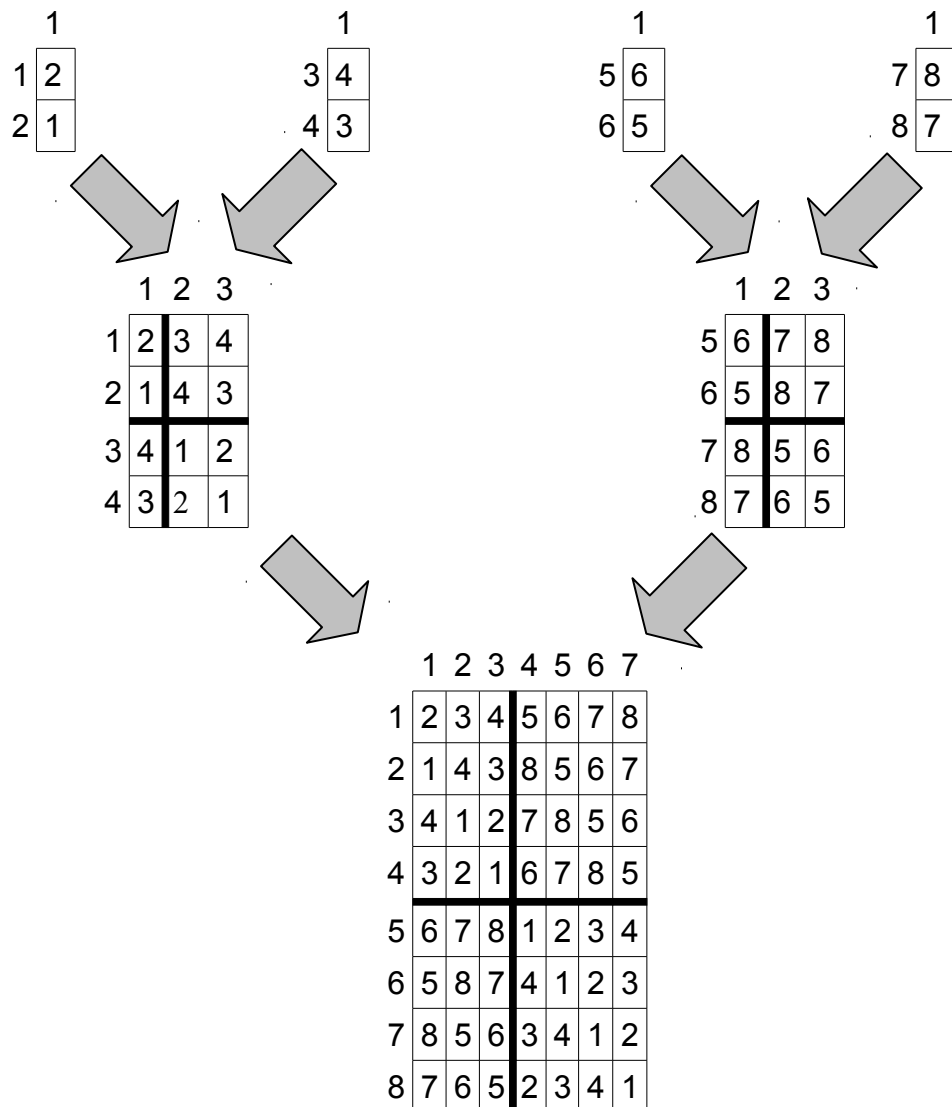 1 1 1 1
1 2 3 4 5 6 7 8
2 1 4 3 6 5 8 7
1 2 3 1 2 3
1 2 3 4 5 6 7 8
2 1 4 3 6 5 8 7
3 4 1 2 7 8 5 6
4 3 2 1 8 7 6 5
1 2 3 4 5 6 7
1 2 3 4 5 6 7 8
2 1 4 3 8 5 6 7
3 4 1 2 7 8 5 6
4 3 2 1 6 7 8 5
5 6 7 8 1 2 3 4
6 5 8 7 4 1 2 3
7 8 5 6 3 4 1 2
8 7 6 5 2 3 4 1